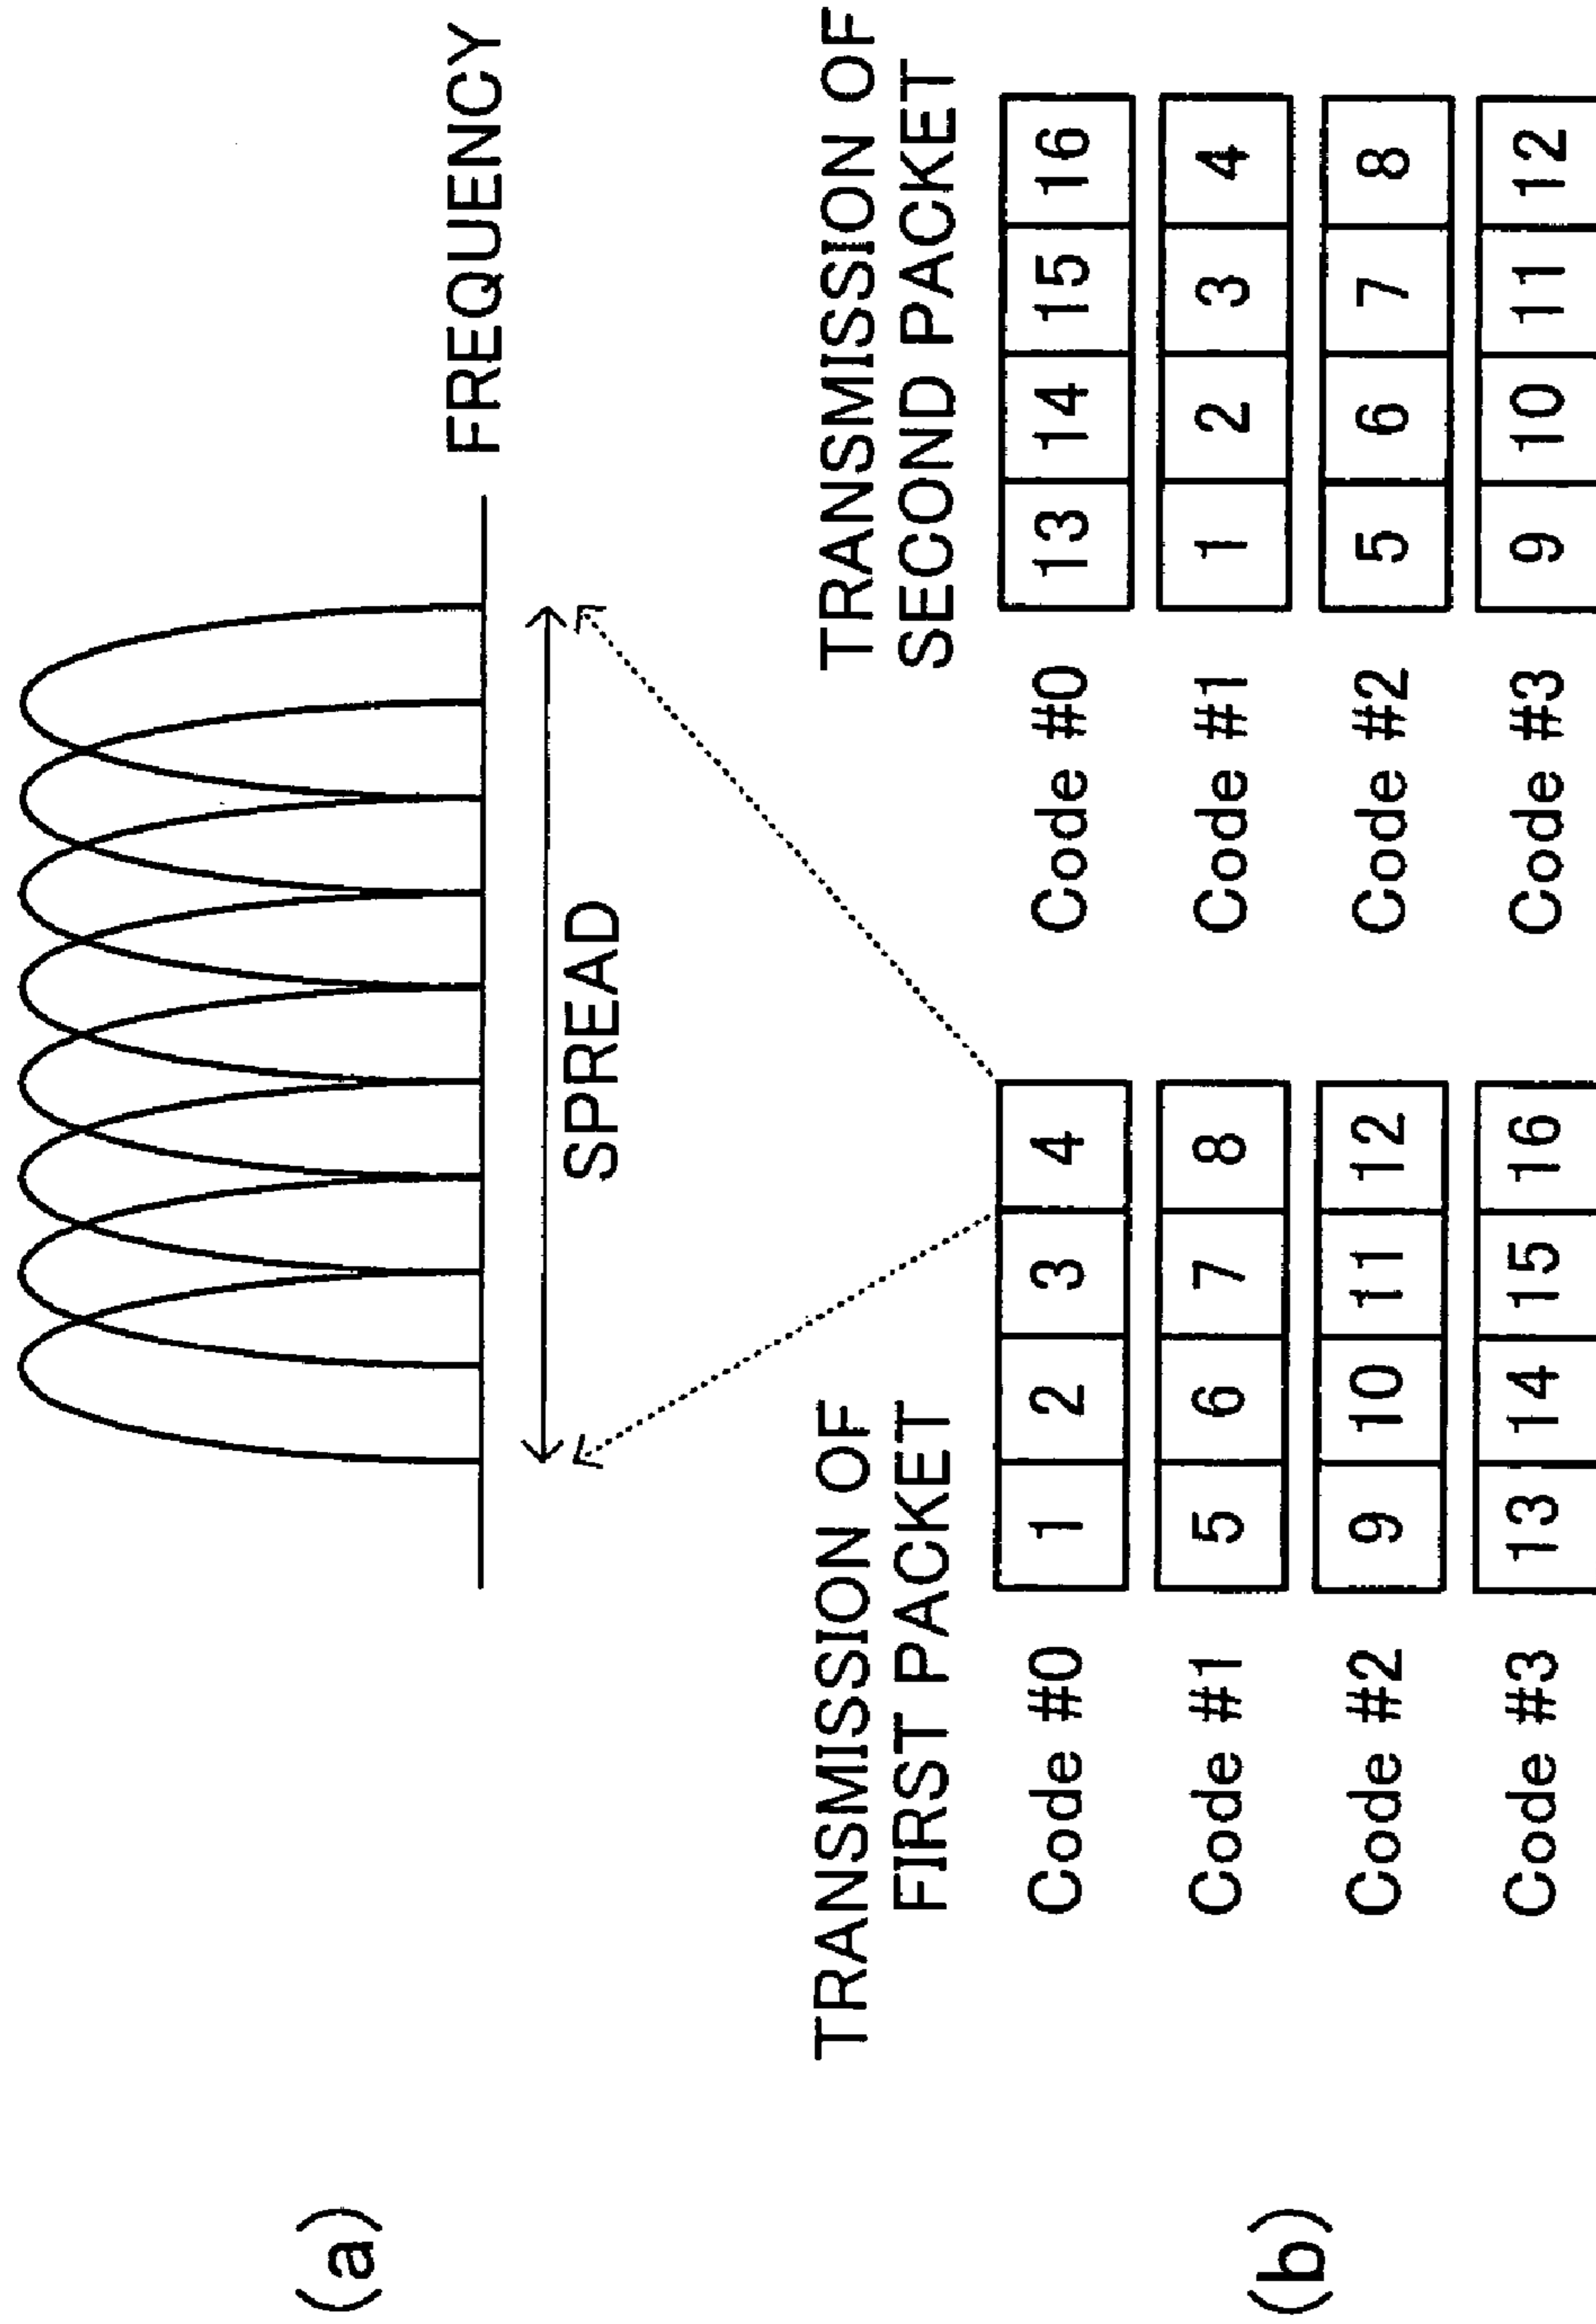 (a)
FREQUENCY
SPREAD
(b)
TRANSMISSION OF
FIRST PACKET
Code #0 1 2 3 4
Code #1 5 6 7 8
Code #2 9 10 11 12
Code #3 13 14 15 16
TRANSMISSION OF
SECOND PACKET
Code #0 13 14 15 16
Code #1 1 2 3 4
Code #2 5 6 7 8
Code #3 9 10 11 12